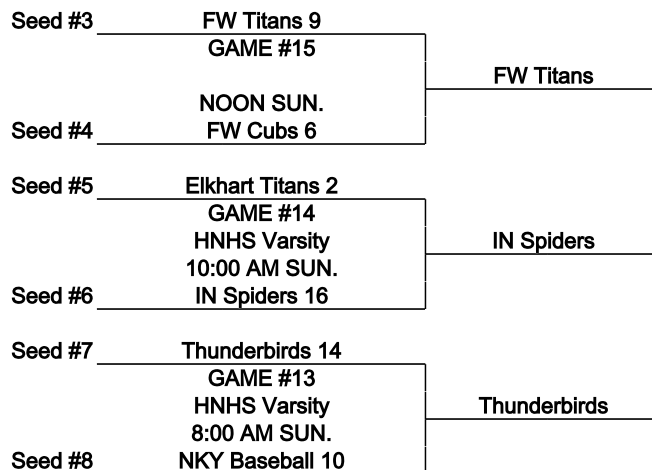 Seed #3 FW Titans 9
GAME #15
FW Titans
NOON SUN.
Seed #4 FW Cubs 6
Seed #5 Elkhart Titans 2
GAME #14
HNHS Varsity IN Spiders
10:00 AM SUN.
Seed #6 IN Spiders 16
Seed #7 Thunderbirds 14
GAME #13
HNHS Varsity Thunderbirds
8:00 AM SUN.
Seed #8 NKY Baseball 10